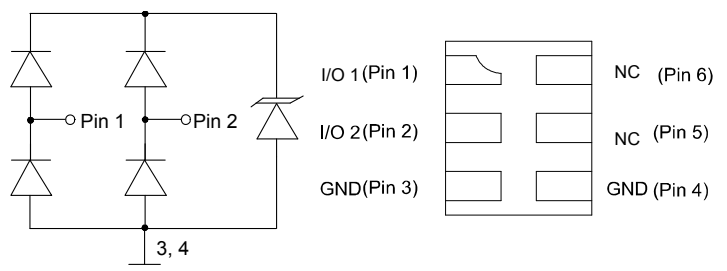 Pin 1
Pin 2
3, 4
I/O 1 (Pin 1)
I/O 2 (Pin 2)
GND (Pin 3)
NC (Pin 6)
NC (Pin 5)
GND (Pin 4)